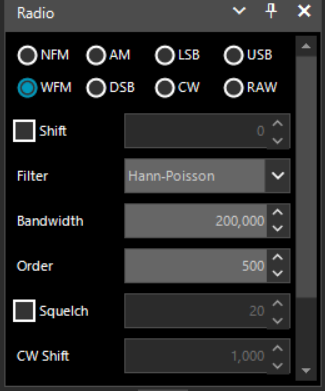 Radio
NFM AM LSB USB
WFM DSB CW RAW
Shift 0
Filter Hann-Poisson
Bandwidth 200,000
Order 500
Squelch 20
CW Shift 1,000